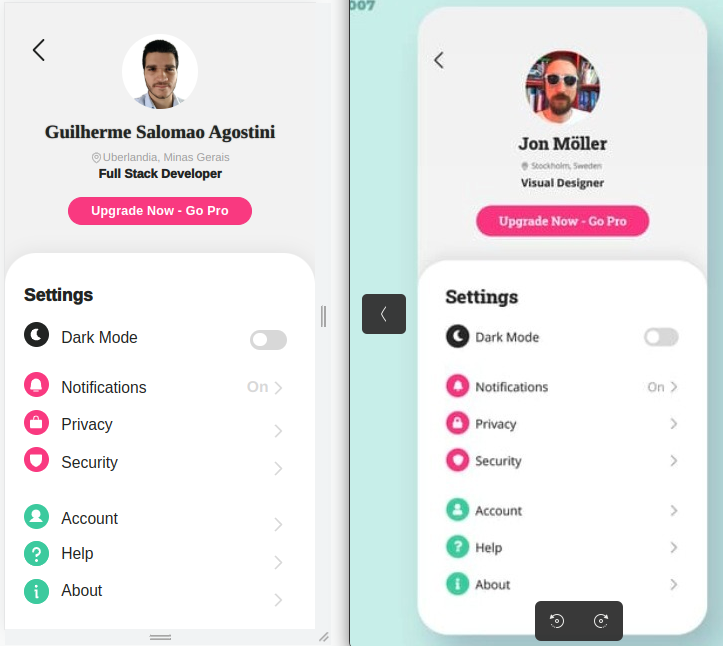 Guilherme Salomao Agostini
Uberlandia, Minas Gerais
Full Stack Developer
Upgrade Now - Go Pro
Settings
Dark Mode
Notifications On
Privacy
Security
Account
Help
About
007
Jon Möller
Stockholm, Sweden
Visual Designer
Upgrade Now - Go Pro
Settings
Dark Mode
Notifications On
Privacy
Security
Account
Help
About